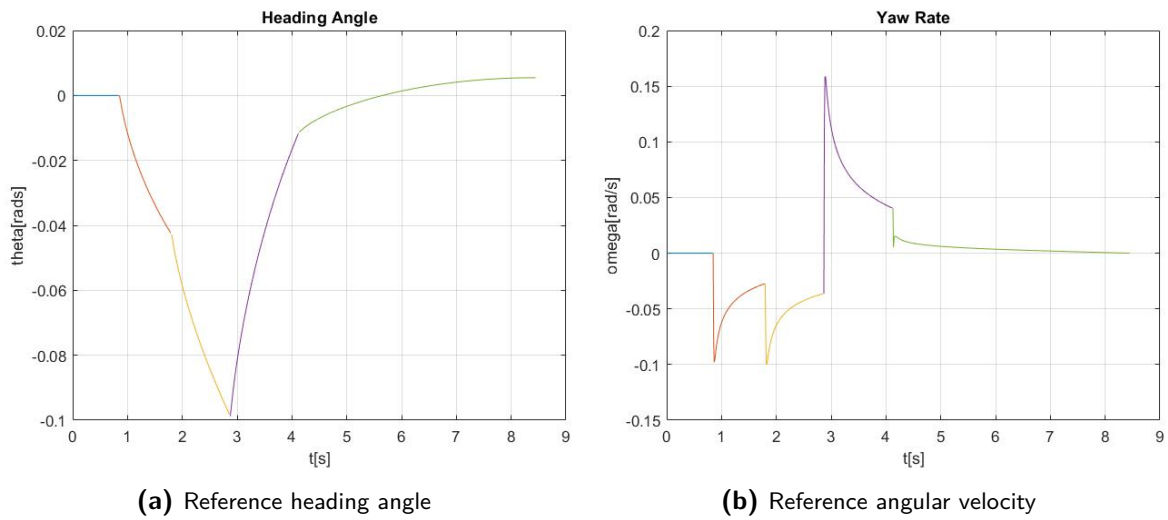 Heading Angle
0.02
0
-0.02
-0.04
-0.06
-0.08
-0.1
theta[rads]
0 1 2 3 4 5 6 7 8 9
t[s]
(a) Reference heading angle
Yaw Rate
0.2
0.15
0.1
0.05
0
-0.05
-0.1
-0.15
omega[rad/s]
0 1 2 3 4 5 6 7 8 9
t[s]
(b) Reference angular velocity